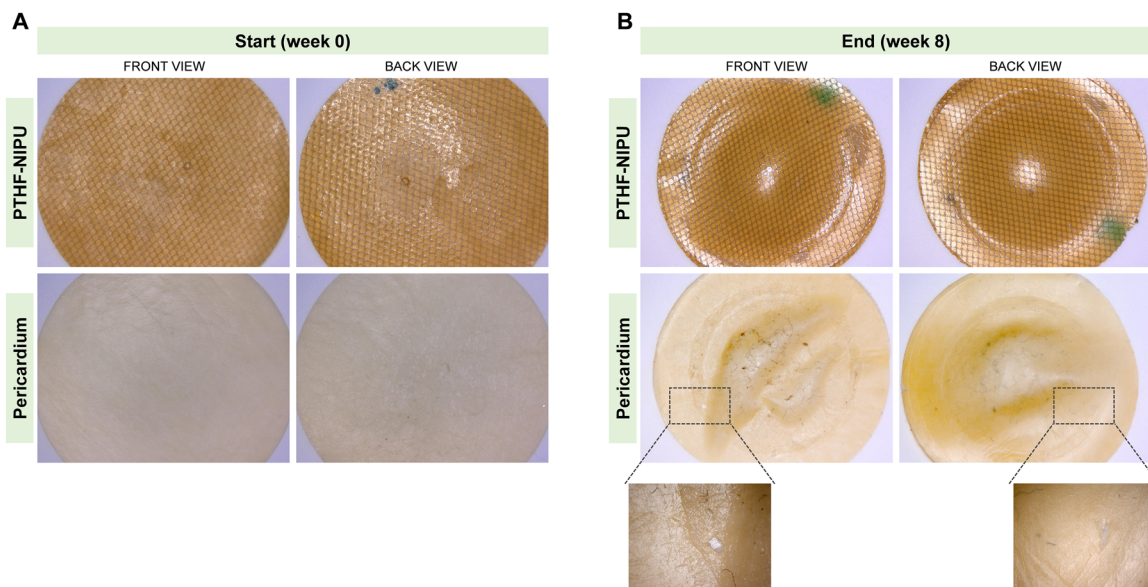 A
Start (week 0)
FRONT VIEW
BACK VIEW
PTHF-NIPU
Pericardium
B
End (week 8)
FRONT VIEW
BACK VIEW
PTHF-NIPU
Pericardium